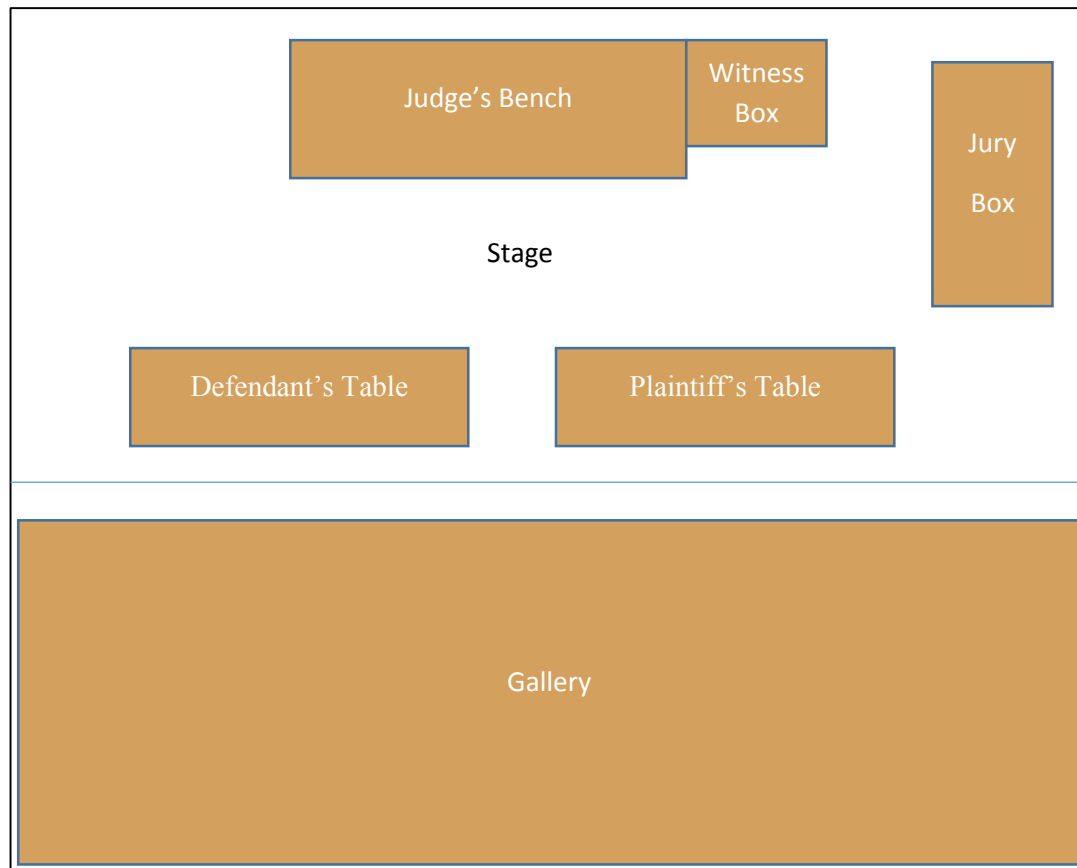 Judge’s Bench
Witness
Box
Jury
Box
Stage
Defendant’s Table
Plaintiff’s Table
Gallery